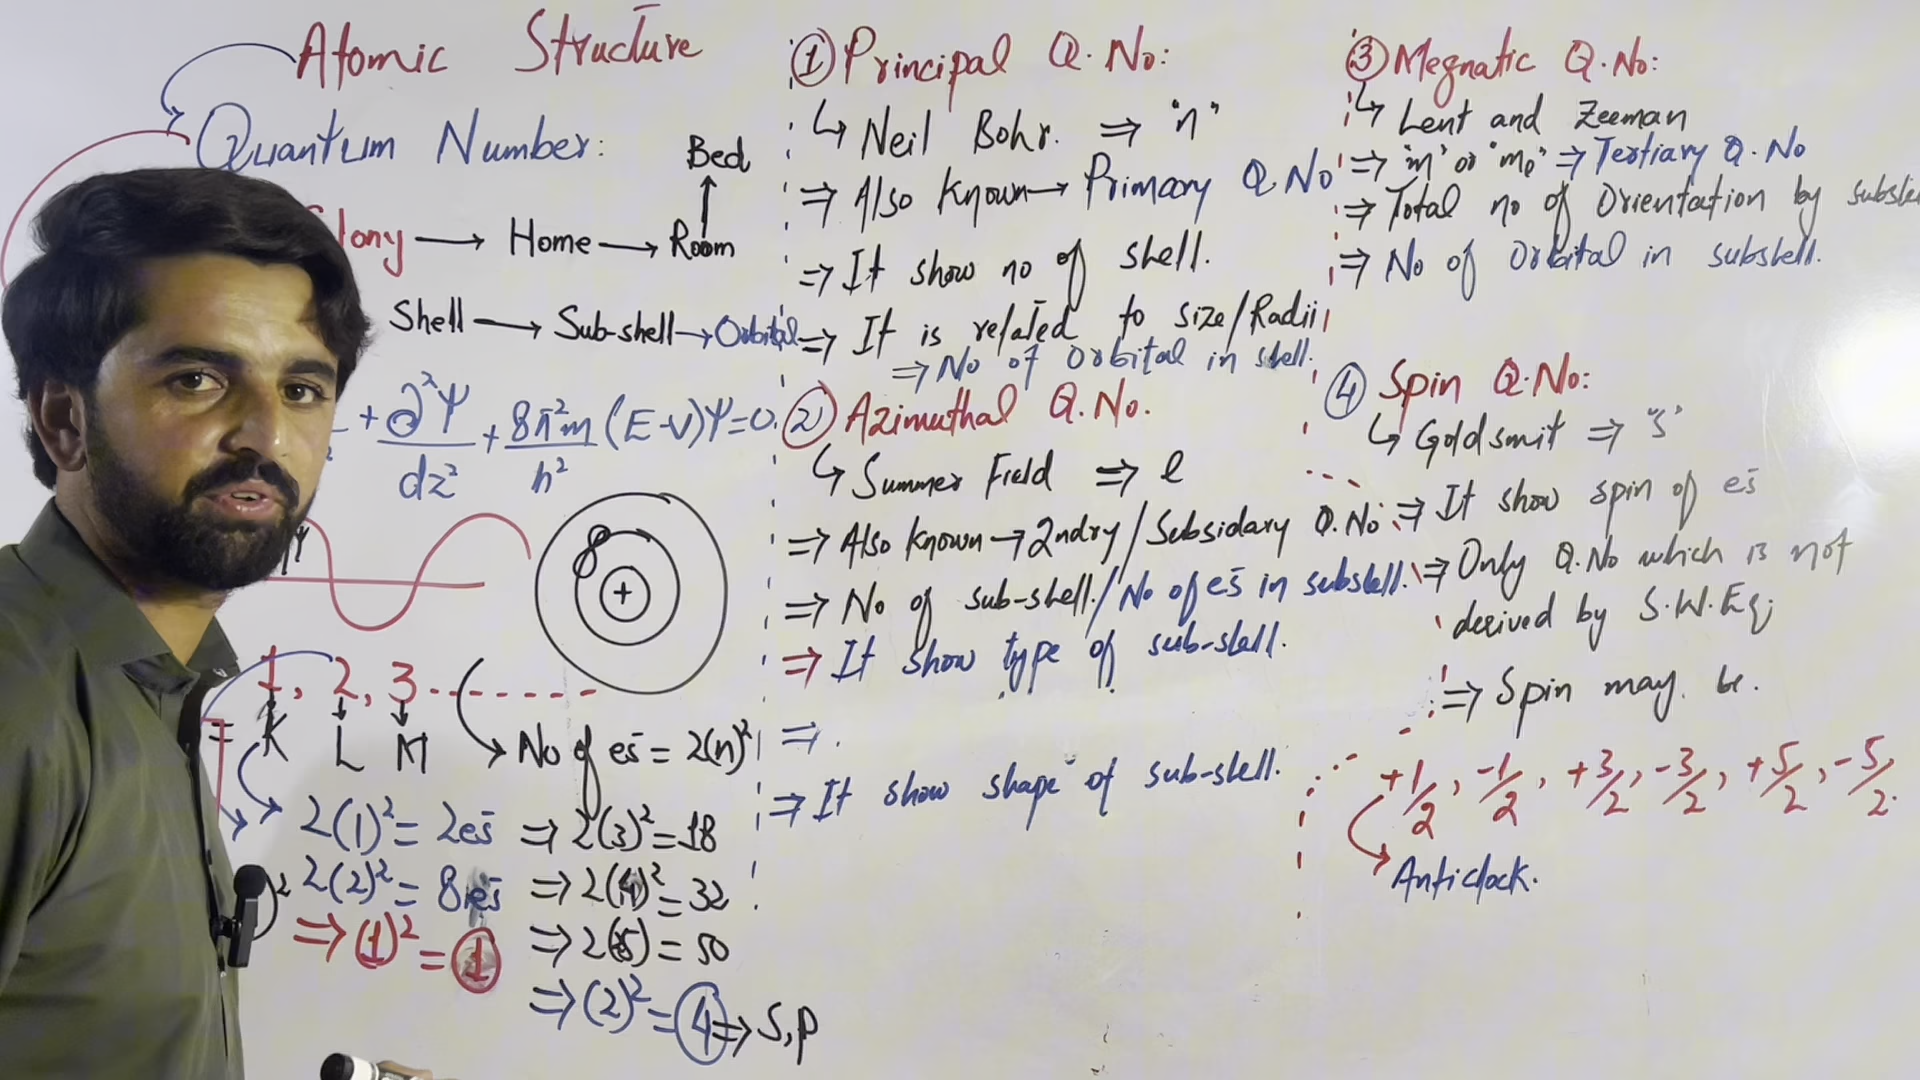 Atomic Structure
Quantum Number:
Bed
lony → Home → Room
Shell → Sub-shell → Orbital
+ ∂²Ψ/dz² + 8π²m/h² (E-V)Ψ=0.
Ψ
8
+
1, 2, 3
K L M
No of es̄ = 2(n)²
2(1)² = 2es̄ ⇒ 2(3)² = 18
2(2)² = 8es̄ ⇒ 2(4)² = 32
⇒ (1)² = 1 ⇒ 2(5) = 50
⇒ (2)² = 4 ⇒ S,P
① Principal Q.No:
↳ Neil Bohr. ⇒ "n"
⇒ Also Known → Primary Q.No
⇒ It show no of shell.
⇒ It is related to size/Radii
⇒ No of Orbital in shell.
② Azimuthal Q.No.
↳ Summer Field ⇒ l
⇒ Also Known → 2ndry/Subsidary Q.No
⇒ No of sub-shell./No of es̄ in subshell.
⇒ It show type of sub-shell.
⇒ .
⇒ It show shape of sub-shell.
③ Megnatic Q.No:
↳ Lent and Zeeman
⇒ "m" or "mₗ" ⇒ Tertiary Q.No
⇒ Total no of Orientation by
⇒ No of Orbital in subshell.
④ Spin Q.No:
↳ Goldsmit ⇒ "S"
⇒ It show spin of es̄
⇒ Only Q.No which is not
derived by S.W.Eq;
⇒ Spin may be.
+1/2, -1/2, +3/2, -3/2, +5/2, -5/2.
Anticlock.